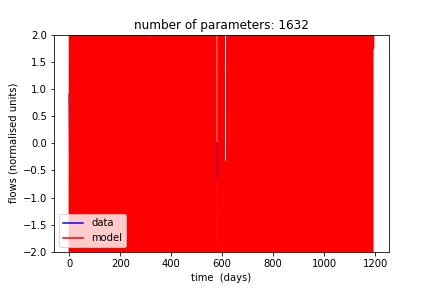 number of parameters: 1632
flows (normalised units)
2.0
1.5
1.0
0.5
0.0
−0.5
−1.0
−1.5
−2.0
data
model
0 200 400 600 800 1000 1200
time (days)